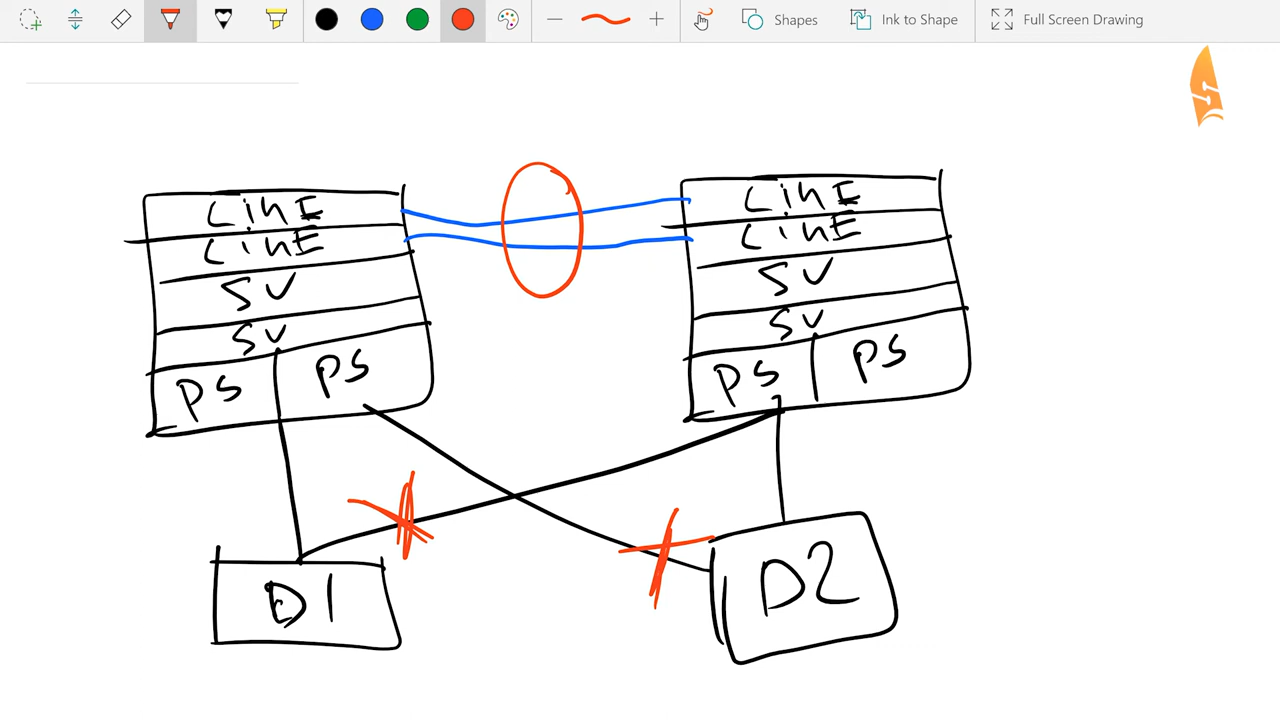 Shapes
Ink to Shape
Full Screen Drawing
LINE
LINE
SV
SV
PS PS
LINE
LINE
SV
SV
PS PS
D1
D2